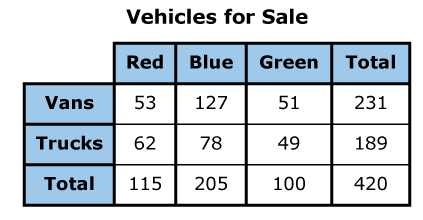 Vehicles for Sale
Red Blue Green Total
Vans 53 127 51 231
Trucks 62 78 49 189
Total 115 205 100 420